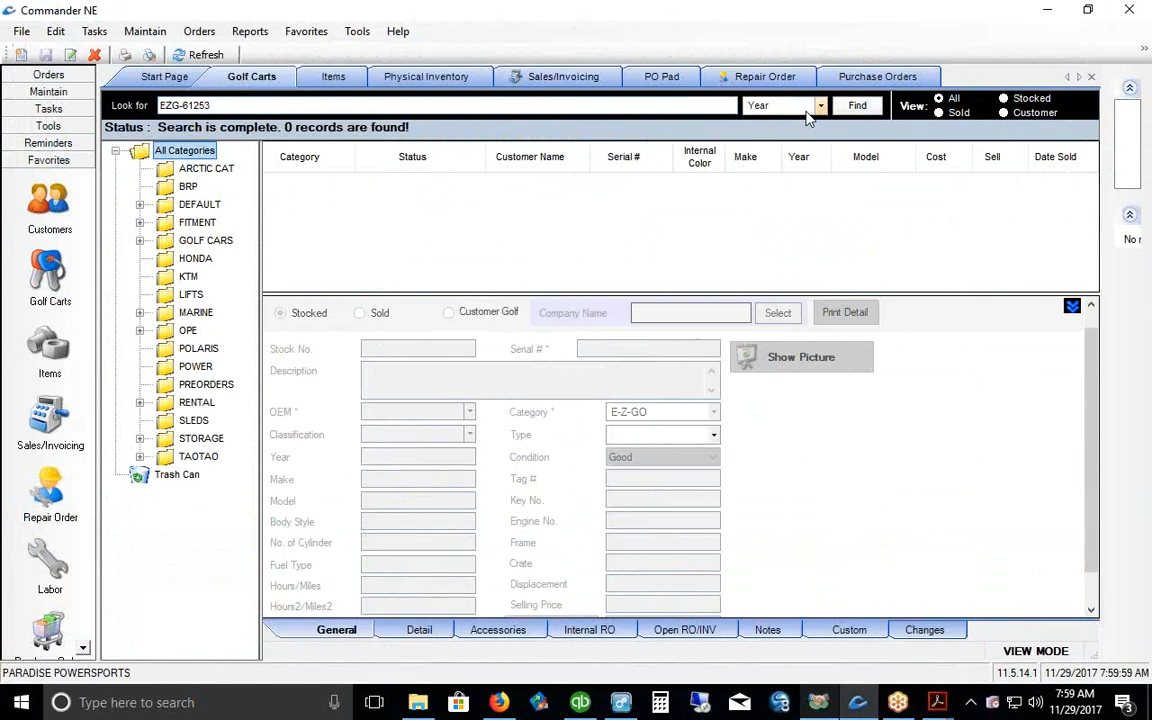 Commander NE
File Edit Tasks Maintain Orders Reports Favorites Tools Help
Refresh
Orders
Maintain
Tasks
Tools
Reminders
Favorites
Customers
Golf Carts
Items
Sales/Invoicing
Repair Order
Labor
Start Page Golf Carts Items Physical Inventory Sales/Invoicing PO Pad Repair Order Purchase Orders
Look for EZG-61253 Year Find View: All Stocked
Sold Customer
Status : Search is complete. 0 records are found!
All Categories
ARCTIC CAT
BRP
DEFAULT
FITMENT
GOLF CARS
HONDA
KTM
LIFTS
MARINE
OPE
POLARIS
POWER
PREORDERS
RENTAL
SLEDS
STORAGE
TAOTAO
Trash Can
Category Status Customer Name Serial # Internal Color Make Year Model Cost Sell Date Sold
Stocked Sold Customer Golf Company Name Select Print Detail
Stock No. Serial # *
Description
Show Picture
OEM * Category * E-Z-GO
Classification Type
Year Condition Good
Make Tag #
Model Key No.
Body Style Engine No.
No. of Cylinder Frame
Fuel Type Crate
Hours/Miles Displacement
Hours2/Miles2 Selling Price
General Detail Accessories Internal RO Open RO/INV Notes Custom Changes
VIEW MODE
PARADISE POWERSPORTS 11.5.14.1 11/29/2017 7:59:59 AM
Type here to search
7:59 AM
11/29/2017
3